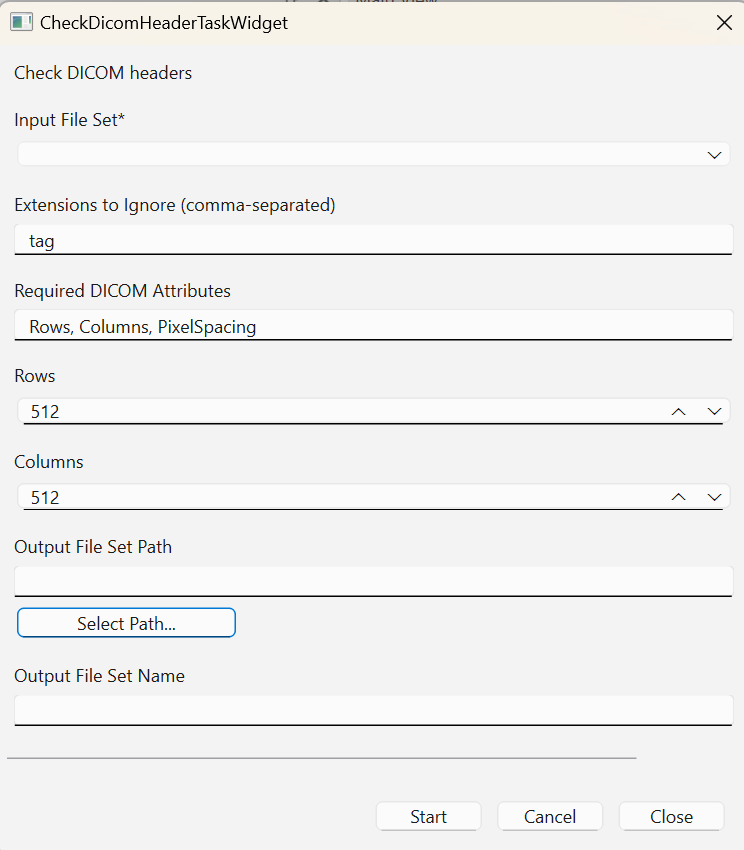 CheckDicomHeaderTaskWidget
Check DICOM headers
Input File Set*
Extensions to Ignore (comma-separated)
tag
Required DICOM Attributes
Rows, Columns, PixelSpacing
Rows
512
Columns
512
Output File Set Path
Select Path...
Output File Set Name
Start Cancel Close